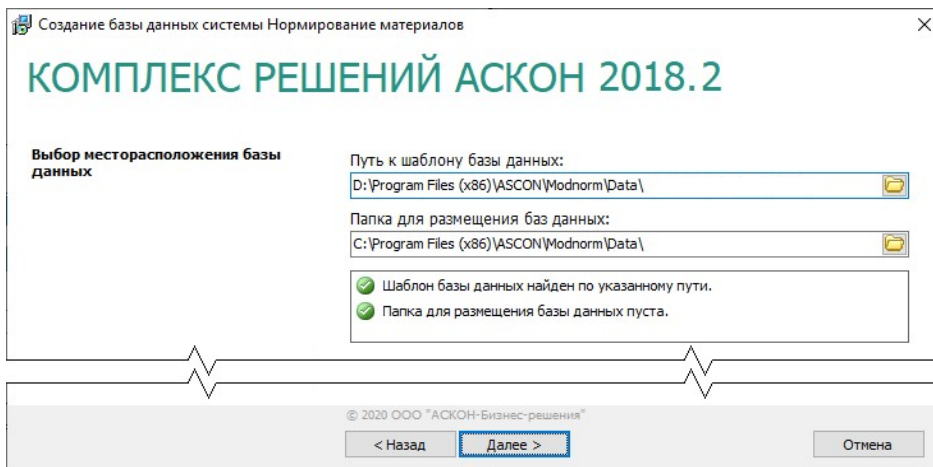 Создание базы данных системы Нормирование материалов
КОМПЛЕКС РЕШЕНИЙ АСКОН 2018.2
Выбор месторасположения базы
данных
Путь к шаблону базы данных:
D:\Program Files (x86)\ASCON\Modnorm\Data\
Папка для размещения баз данных:
C:\Program Files (x86)\ASCON\Modnorm\Data\
Шаблон базы данных найден по указанному пути.
Папка для размещения базы данных пуста.
© 2020 ООО "АСКОН-Бизнес-решения"
< Назад
Далее >
Отмена